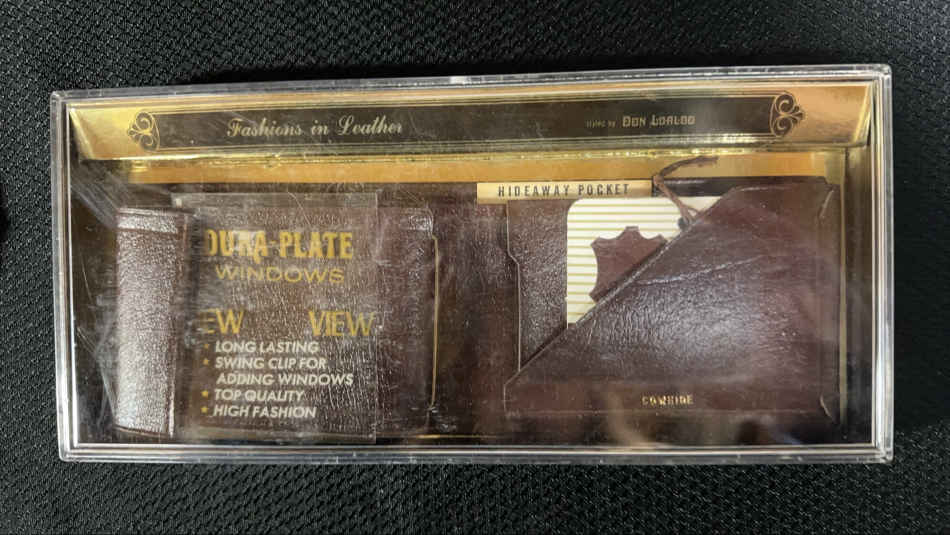 Fashions in Leather
styled by DON LORLOO
HIDEAWAY POCKET
DURA-PLATE
WINDOWS
EW VIEW
* LONG LASTING
* SWING CLIP FOR
ADDING WINDOWS
* TOP QUALITY
* HIGH FASHION
COWHIDE